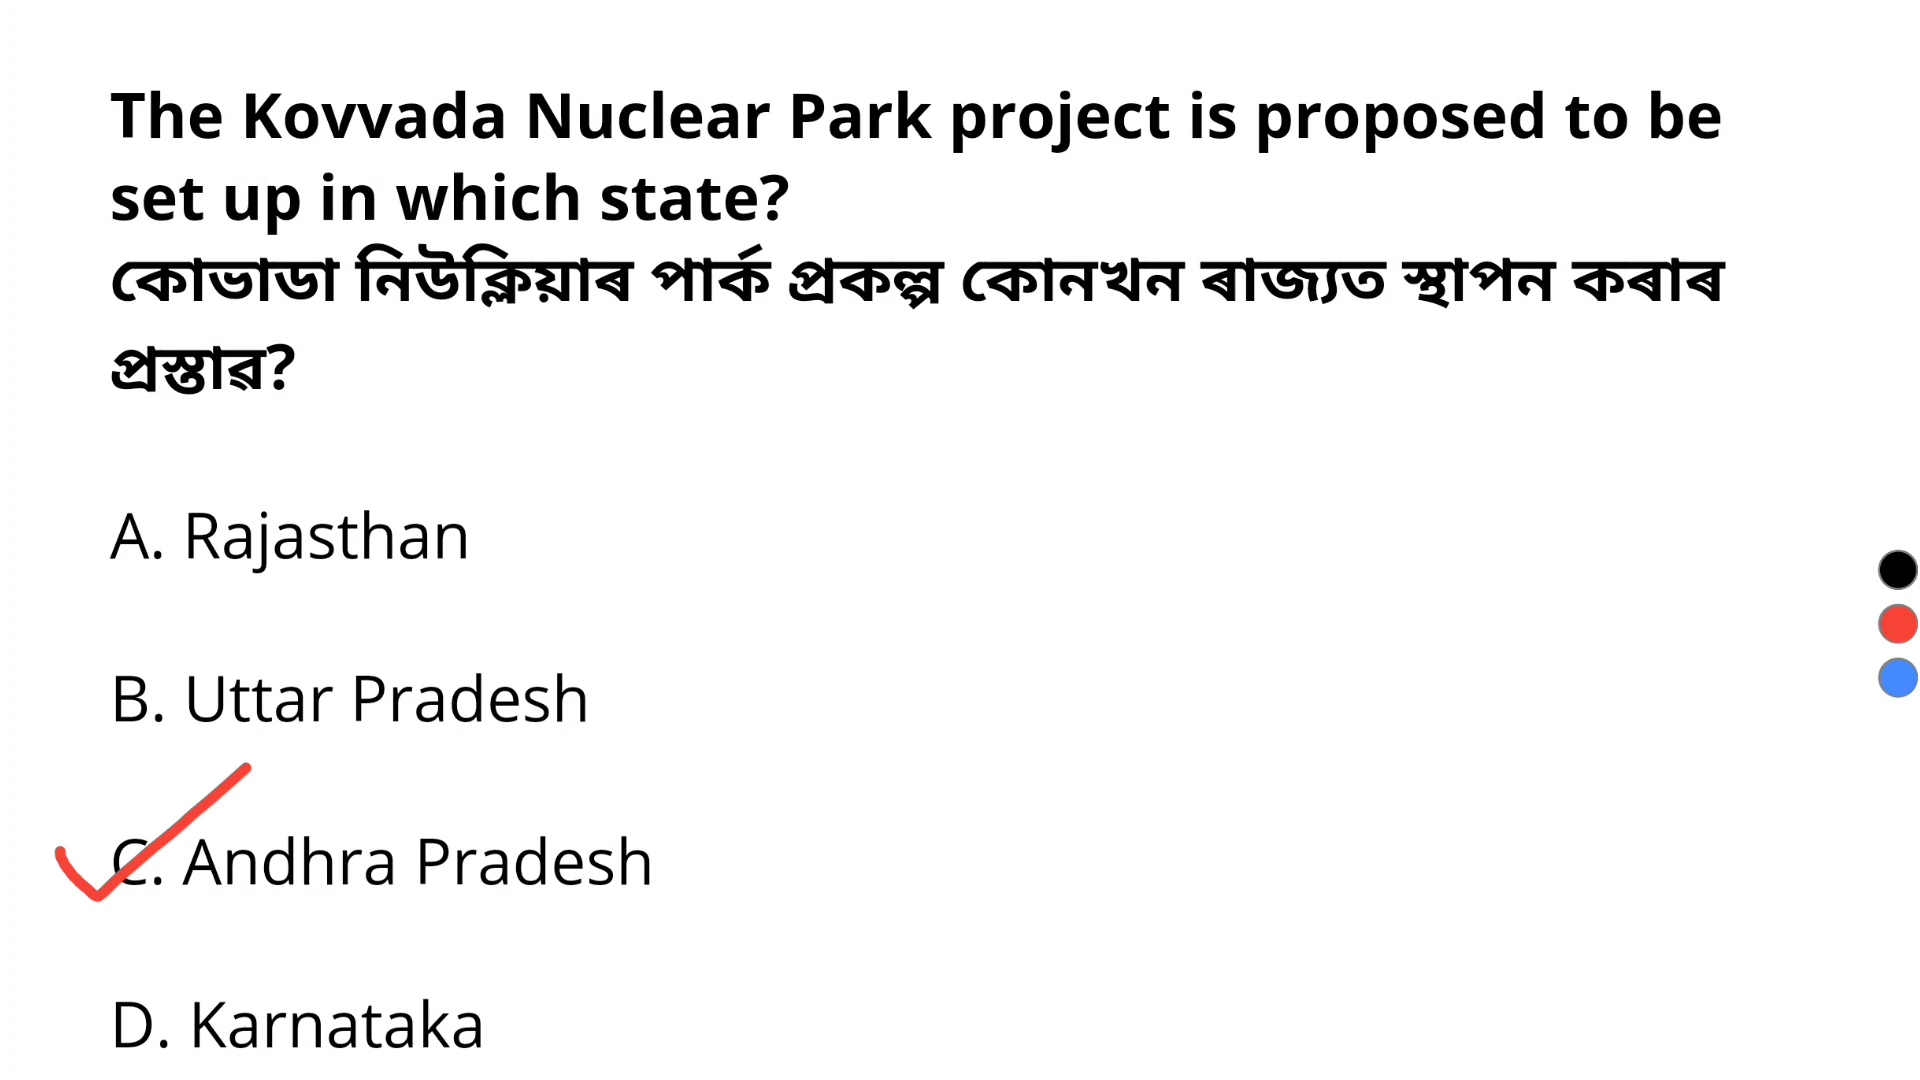 The Kovvada Nuclear Park project is proposed to be
set up in which state?
কোভাডা নিউক্লিয়াৰ পার্ক প্ৰকল্প কোনখন ৰাজ্যত স্থাপন কৰাৰ
প্ৰস্তাৱ?
A. Rajasthan
B. Uttar Pradesh
C. Andhra Pradesh
D. Karnataka